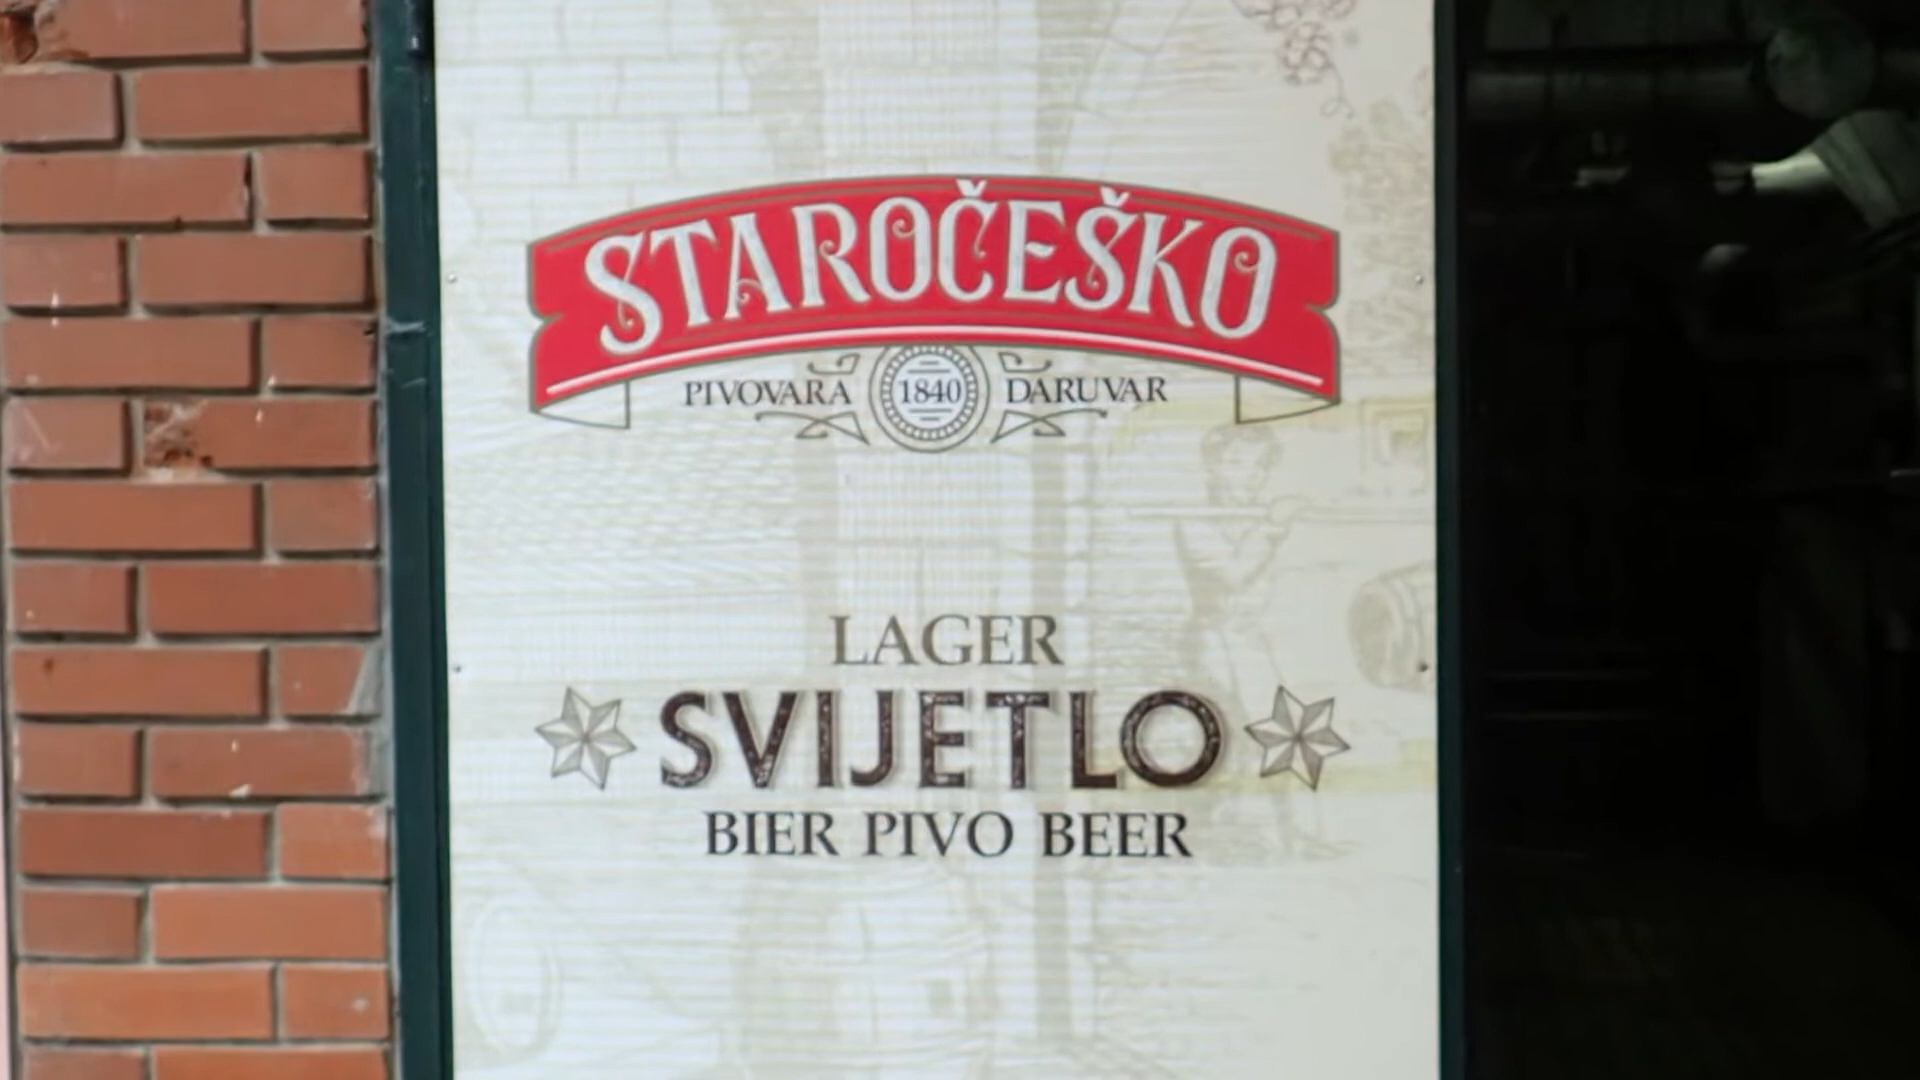 STAROČEŠKO
PIVOVARA 1840 DARUVAR
LAGER
SVIJETLO
BIER PIVO BEER